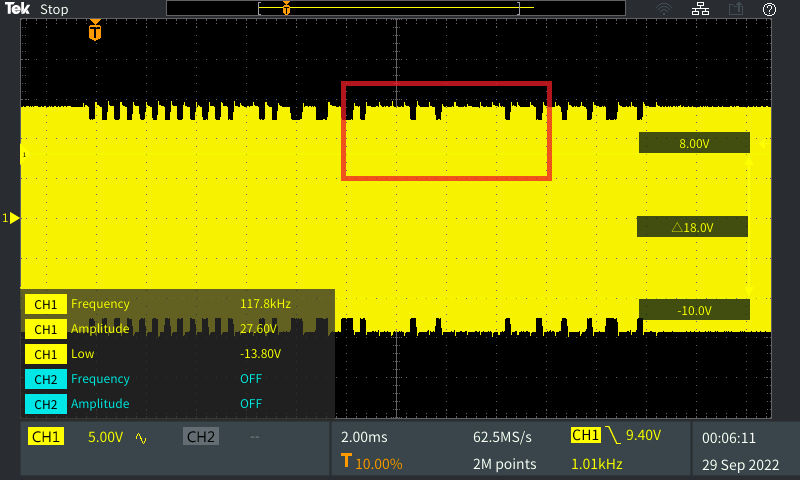 Tek Stop
T
T
1
8.00V
1
△18.0V
-10.0V
CH1 Frequency 117.8kHz
CH1 Amplitude 27.60V
CH1 Low -13.80V
CH2 Frequency OFF
CH2 Amplitude OFF
CH1 5.00V CH2 -- 2.00ms 62.5MS/s CH1 9.40V 00:06:11
T 10.00% 2M points 1.01kHz 29 Sep 2022